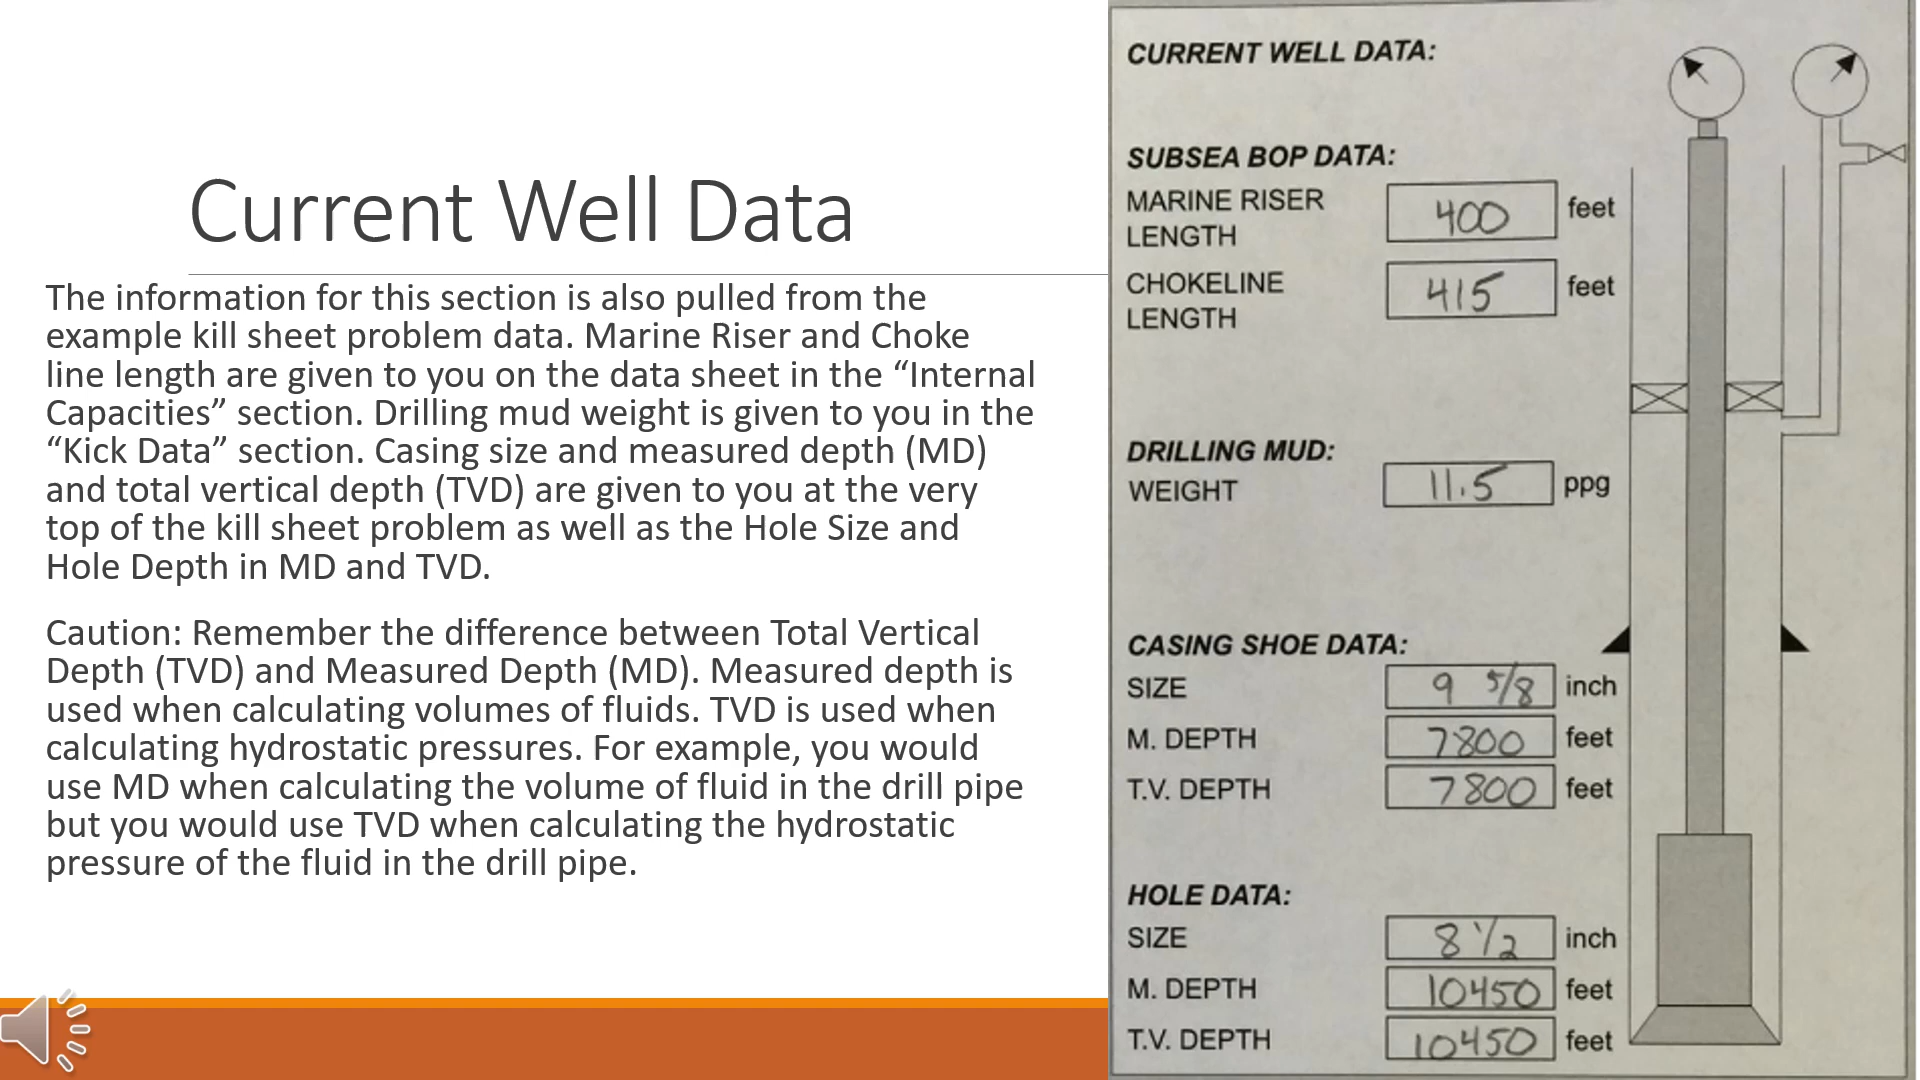 Current Well Data
The information for this section is also pulled from the
example kill sheet problem data. Marine Riser and Choke
line length are given to you on the data sheet in the “Internal
Capacities” section. Drilling mud weight is given to you in the
“Kick Data” section. Casing size and measured depth (MD)
and total vertical depth (TVD) are given to you at the very
top of the kill sheet problem as well as the Hole Size and
Hole Depth in MD and TVD.
Caution: Remember the difference between Total Vertical
Depth (TVD) and Measured Depth (MD). Measured depth is
used when calculating volumes of fluids. TVD is used when
calculating hydrostatic pressures. For example, you would
use MD when calculating the volume of fluid in the drill pipe
but you would use TVD when calculating the hydrostatic
pressure of the fluid in the drill pipe.
CURRENT WELL DATA:
SUBSEA BOP DATA:
MARINE RISER
LENGTH 400 feet
CHOKELINE
LENGTH 415 feet
DRILLING MUD:
WEIGHT 11.5 ppg
CASING SHOE DATA:
SIZE 9 5/8 inch
M. DEPTH 7800 feet
T.V. DEPTH 7800 feet
HOLE DATA:
SIZE 8 1/2 inch
M. DEPTH 10450 feet
T.V. DEPTH 10450 feet